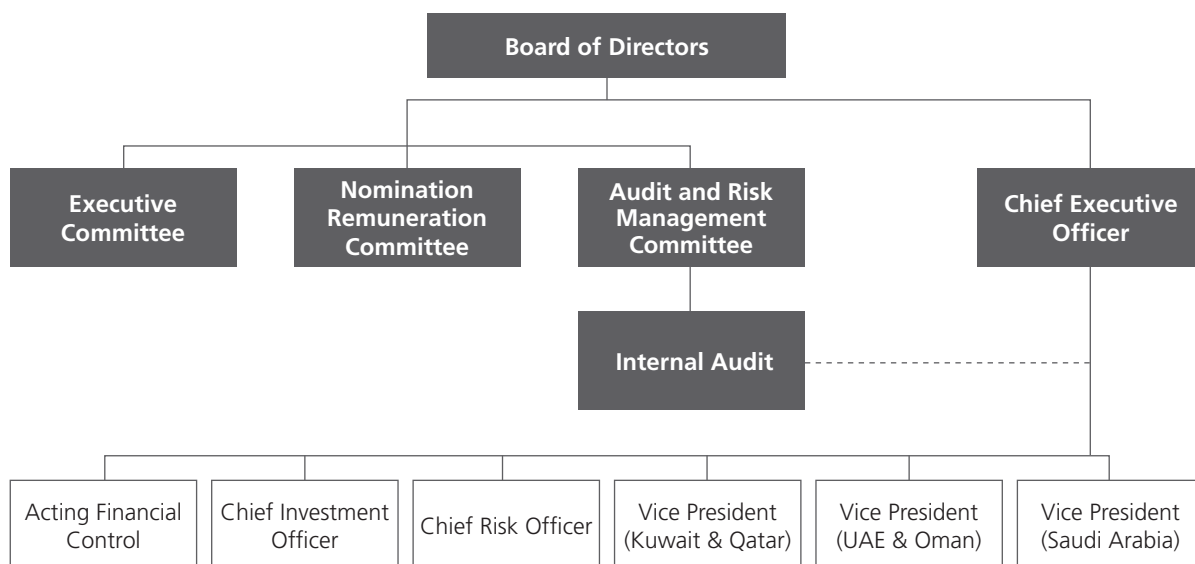 Board of Directors
Executive
Committee
Nomination
Remuneration
Committee
Audit and Risk
Management
Committee
Chief Executive
Officer
Internal Audit
Acting Financial
Control
Chief Investment
Officer
Chief Risk Officer
Vice President
(Kuwait & Qatar)
Vice President
(UAE & Oman)
Vice President
(Saudi Arabia)